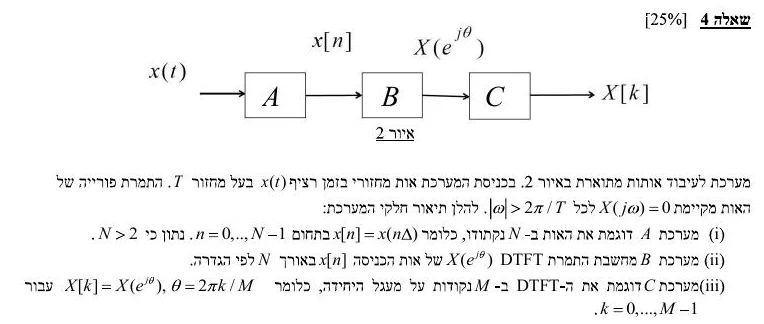 שאלה 4 [25%]
x(t) x[n] X(e^{jθ}) X[k]
A B C
איור 2
מערכת לעיבוד אותות מתוארת באיור 2. בכניסת המערכת אות מחזורי בזמן רציף x(t) בעל מחזור T. התמרת פורייה של
האות מקיימת X(jω) = 0 לכל |ω| > 2π / T. להלן תיאור חלקי המערכת:
(i) מערכת A דוגמת את האות ב- N נקודות, כלומר x[n] = x(nΔ) בתחום n = 0,.., N −1. נתון כי N > 2.
(ii) מערכת B מחשבת התמרת DTFT X(e^{jθ}) של אות הכניסה x[n] באורך N לפי הגדרה.
(iii) מערכת C דוגמת את ה-DTFT ב- M נקודות על מעגל היחידה, כלומר X[k] = X(e^{jθ}), θ = 2πk / M עבור
k = 0,..., M −1.